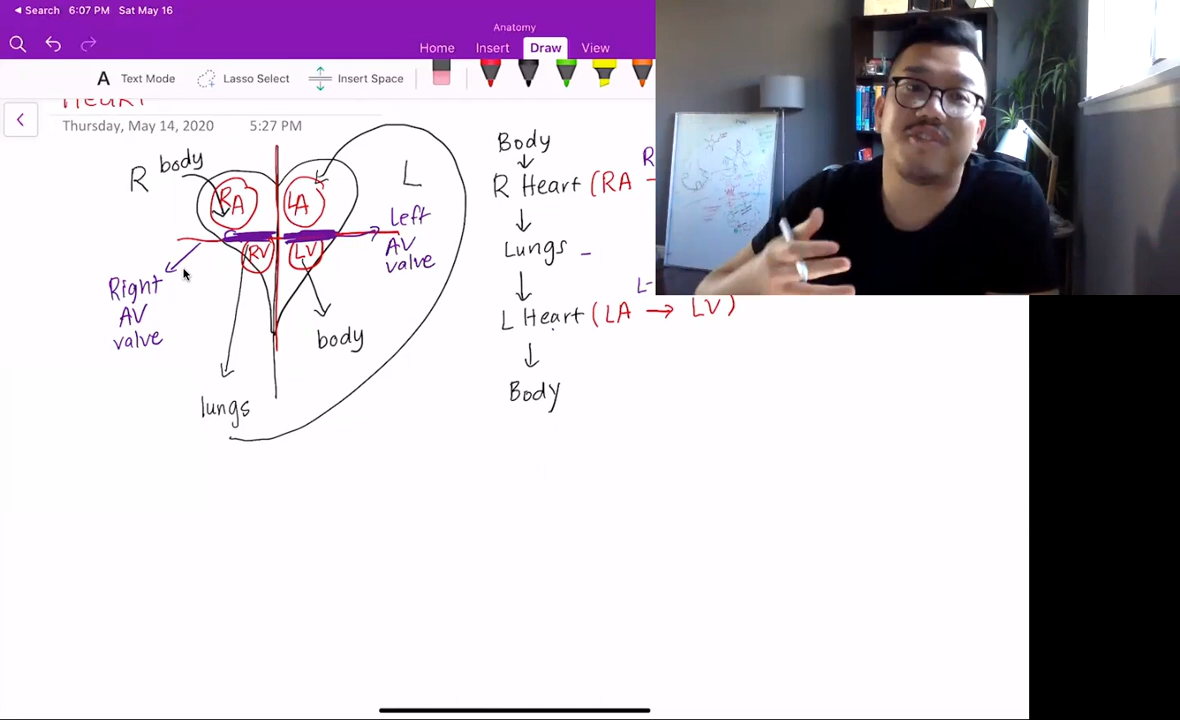 Search 6:07 PM Sat May 16
Anatomy
Home Insert Draw View
Text Mode Lasso Select Insert Space
Heart
Thursday, May 14, 2020 5:27 PM
R body
L
RA LA
RV LV
Left
AV
valve
Right
AV
valve
body
lungs
Body
R Heart (RA
R
Lungs -
L-
L Heart (LA → LV)
Body